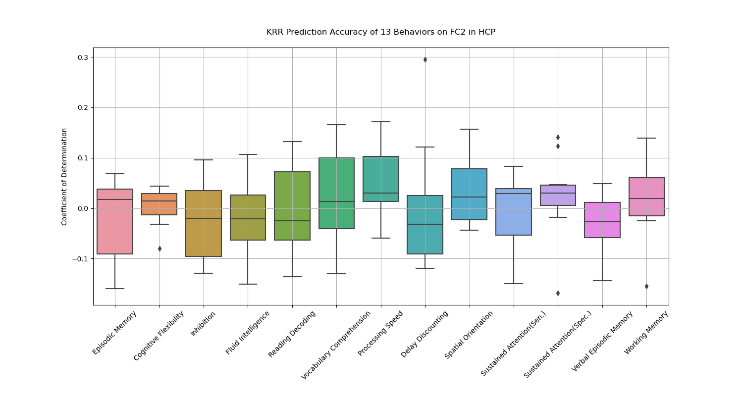 KRR Prediction Accuracy of 13 Behaviors on FC2 in HCP
Coefficient of Determination
0.3
0.2
0.1
0.0
−0.1
Episodic Memory
Cognitive Flexibility
Inhibition
Fluid Intelligence
Reading Decoding
Vocabulary Comprehension
Processing Speed
Delay Discounting
Spatial Orientation
Sustained Attention(Sen.)
Sustained Attention(Spec.)
Verbal Episodic Memory
Working Memory